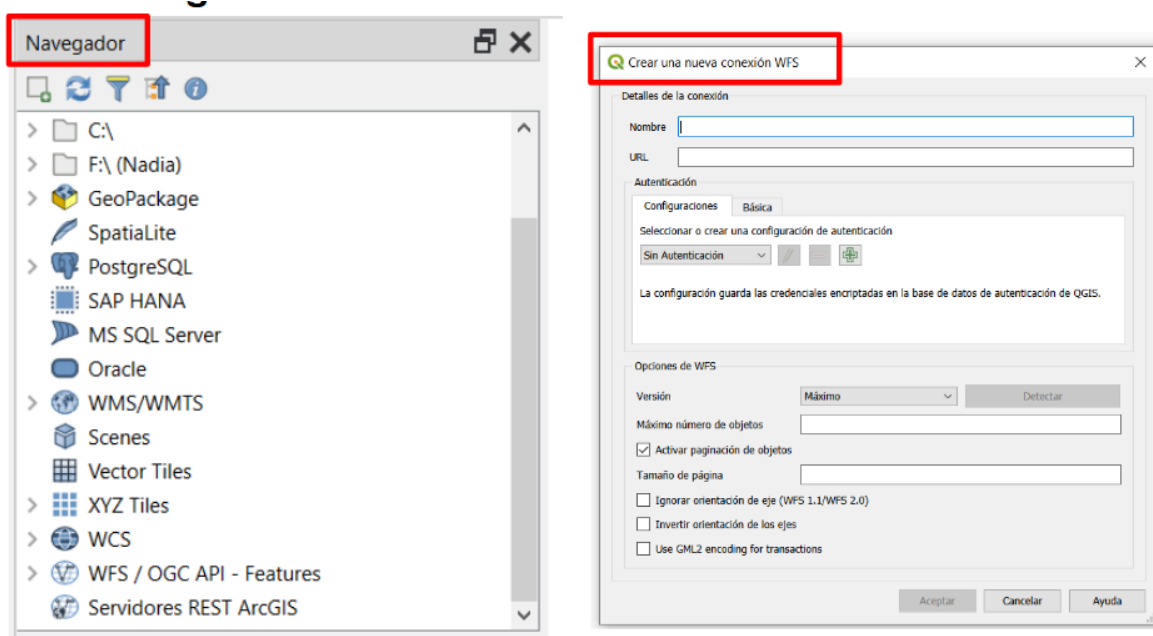 Navegador
C:\
F:\ (Nadia)
GeoPackage
SpatiaLite
PostgreSQL
SAP HANA
MS SQL Server
Oracle
WMS/WMTS
Scenes
Vector Tiles
XYZ Tiles
WCS
WFS / OGC API - Features
Servidores REST ArcGIS
Crear una nueva conexión WFS
Detalles de la conexión
Nombre
URL
Autenticación
Configuraciones Básica
Seleccionar o crear una configuración de autenticación
Sin Autenticación
La configuración guarda las credenciales encriptadas en la base de datos de autenticación de QGIS.
Opciones de WFS
Versión Máximo Detectar
Máximo número de objetos
Activar paginación de objetos
Tamaño de página
Ignorar orientación de eje (WFS 1.1/WFS 2.0)
Invertir orientación de los ejes
Use GML2 encoding for transactions
Aceptar Cancelar Ayuda